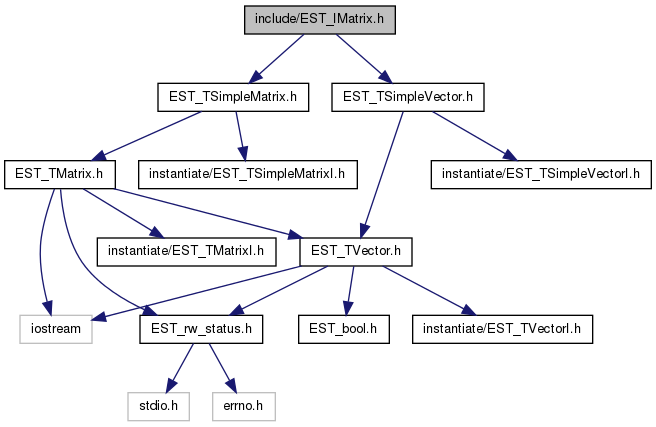 include/EST_IMatrix.h
EST_TSimpleMatrix.h
EST_TSimpleVector.h
EST_TMatrix.h
instantiate/EST_TSimpleMatrixI.h
instantiate/EST_TSimpleVectorI.h
instantiate/EST_TMatrixI.h
EST_TVector.h
iostream
EST_rw_status.h
EST_bool.h
instantiate/EST_TVectorI.h
stdio.h
errno.h